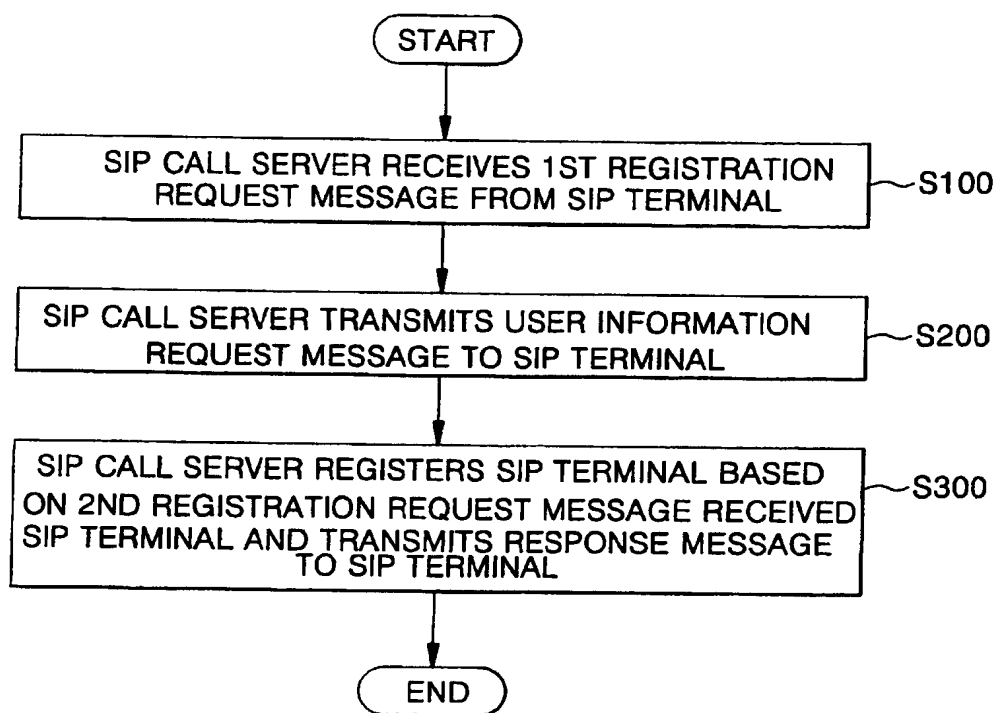 START
SIP CALL SERVER RECEIVES 1ST REGISTRATION
REQUEST MESSAGE FROM SIP TERMINAL
S100
SIP CALL SERVER TRANSMITS USER INFORMATION
REQUEST MESSAGE TO SIP TERMINAL
S200
SIP CALL SERVER REGISTERS SIP TERMINAL BASED
ON 2ND REGISTRATION REQUEST MESSAGE RECEIVED
SIP TERMINAL AND TRANSMITS RESPONSE MESSAGE
TO SIP TERMINAL
S300
END